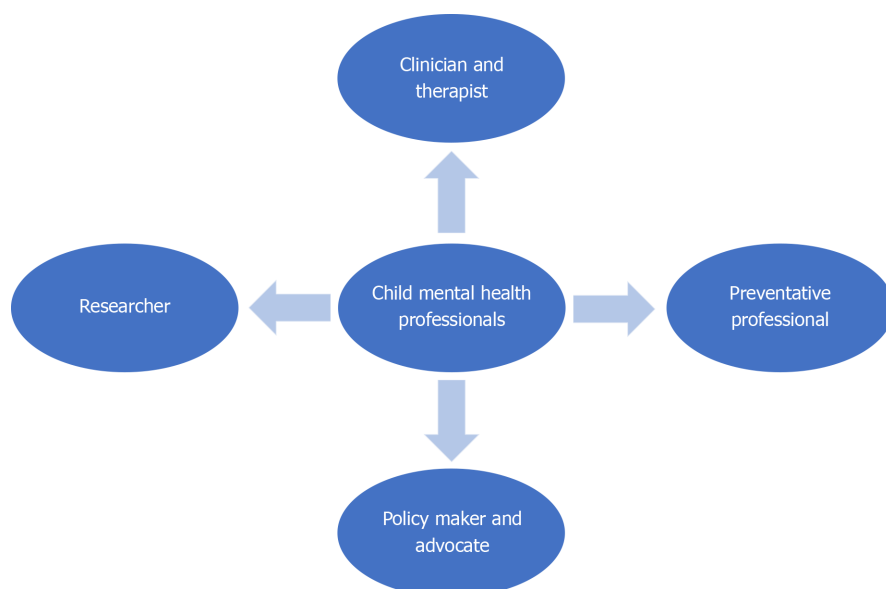 Clinician and
therapist
Researcher
Child mental health
professionals
Preventative
professional
Policy maker and
advocate